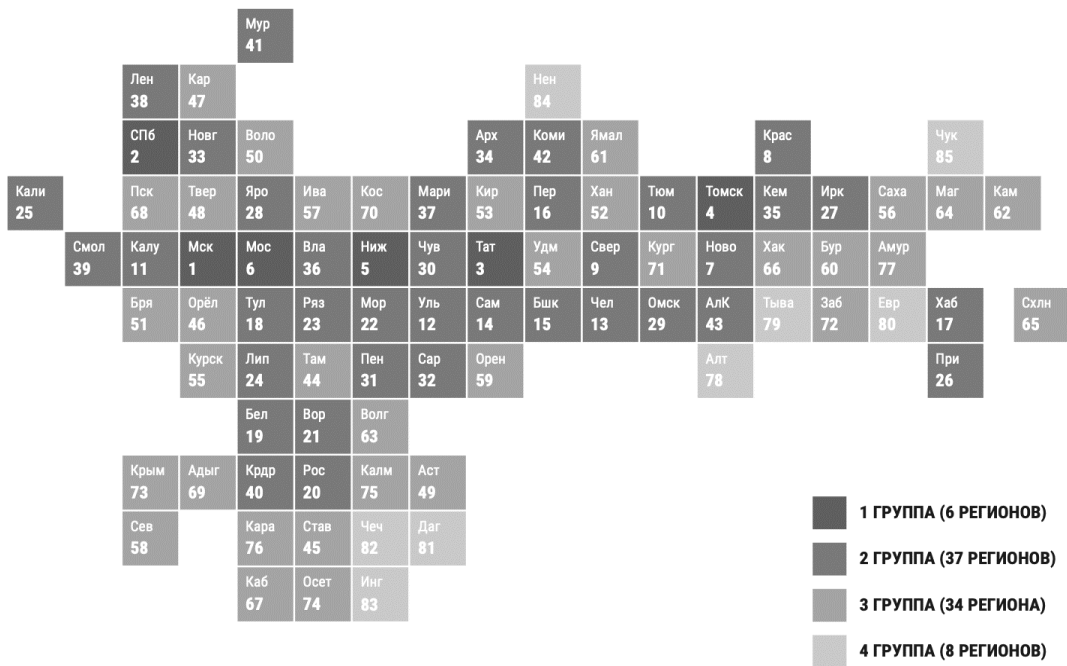 Мур
41
Лен Кар Нен
38 47 84
СПб Новг Воло Арх Коми Ямал Крас Чук
2 33 50 34 42 61 8 85
Кали Пск Твер Яро Ива Кос Мари Кир Пер Хан Тюм Томск Кем Ирк Саха Маг Кам
25 68 48 28 57 70 37 53 16 52 10 4 35 27 56 64 62
Смол Калу Мск Мос Вла Ниж Чув Тат Удм Свер Кург Ново Хак Бур Амур
39 11 1 6 36 5 30 3 54 9 71 7 66 60 77
Бря Орёл Тул Ряз Мор Уль Сам Бшк Чел Омск АлК Тыва Заб Евр Хаб Схлн
51 46 18 23 22 12 14 15 13 29 43 79 72 80 17 65
Курск Лип Там Пен Сар Орен Алт При
55 24 44 31 32 59 78 26
Бел Вор Волг
19 21 63
Крым Адыг Крдр Рос Калм Аст
73 69 40 20 75 49
Сев Кара Став Чеч Даг
58 76 45 82 81
Каб Осет Инг
67 74 83
1 ГРУППА (6 РЕГИОНОВ)
2 ГРУППА (37 РЕГИОНОВ)
3 ГРУППА (34 РЕГИОНА)
4 ГРУППА (8 РЕГИОНОВ)